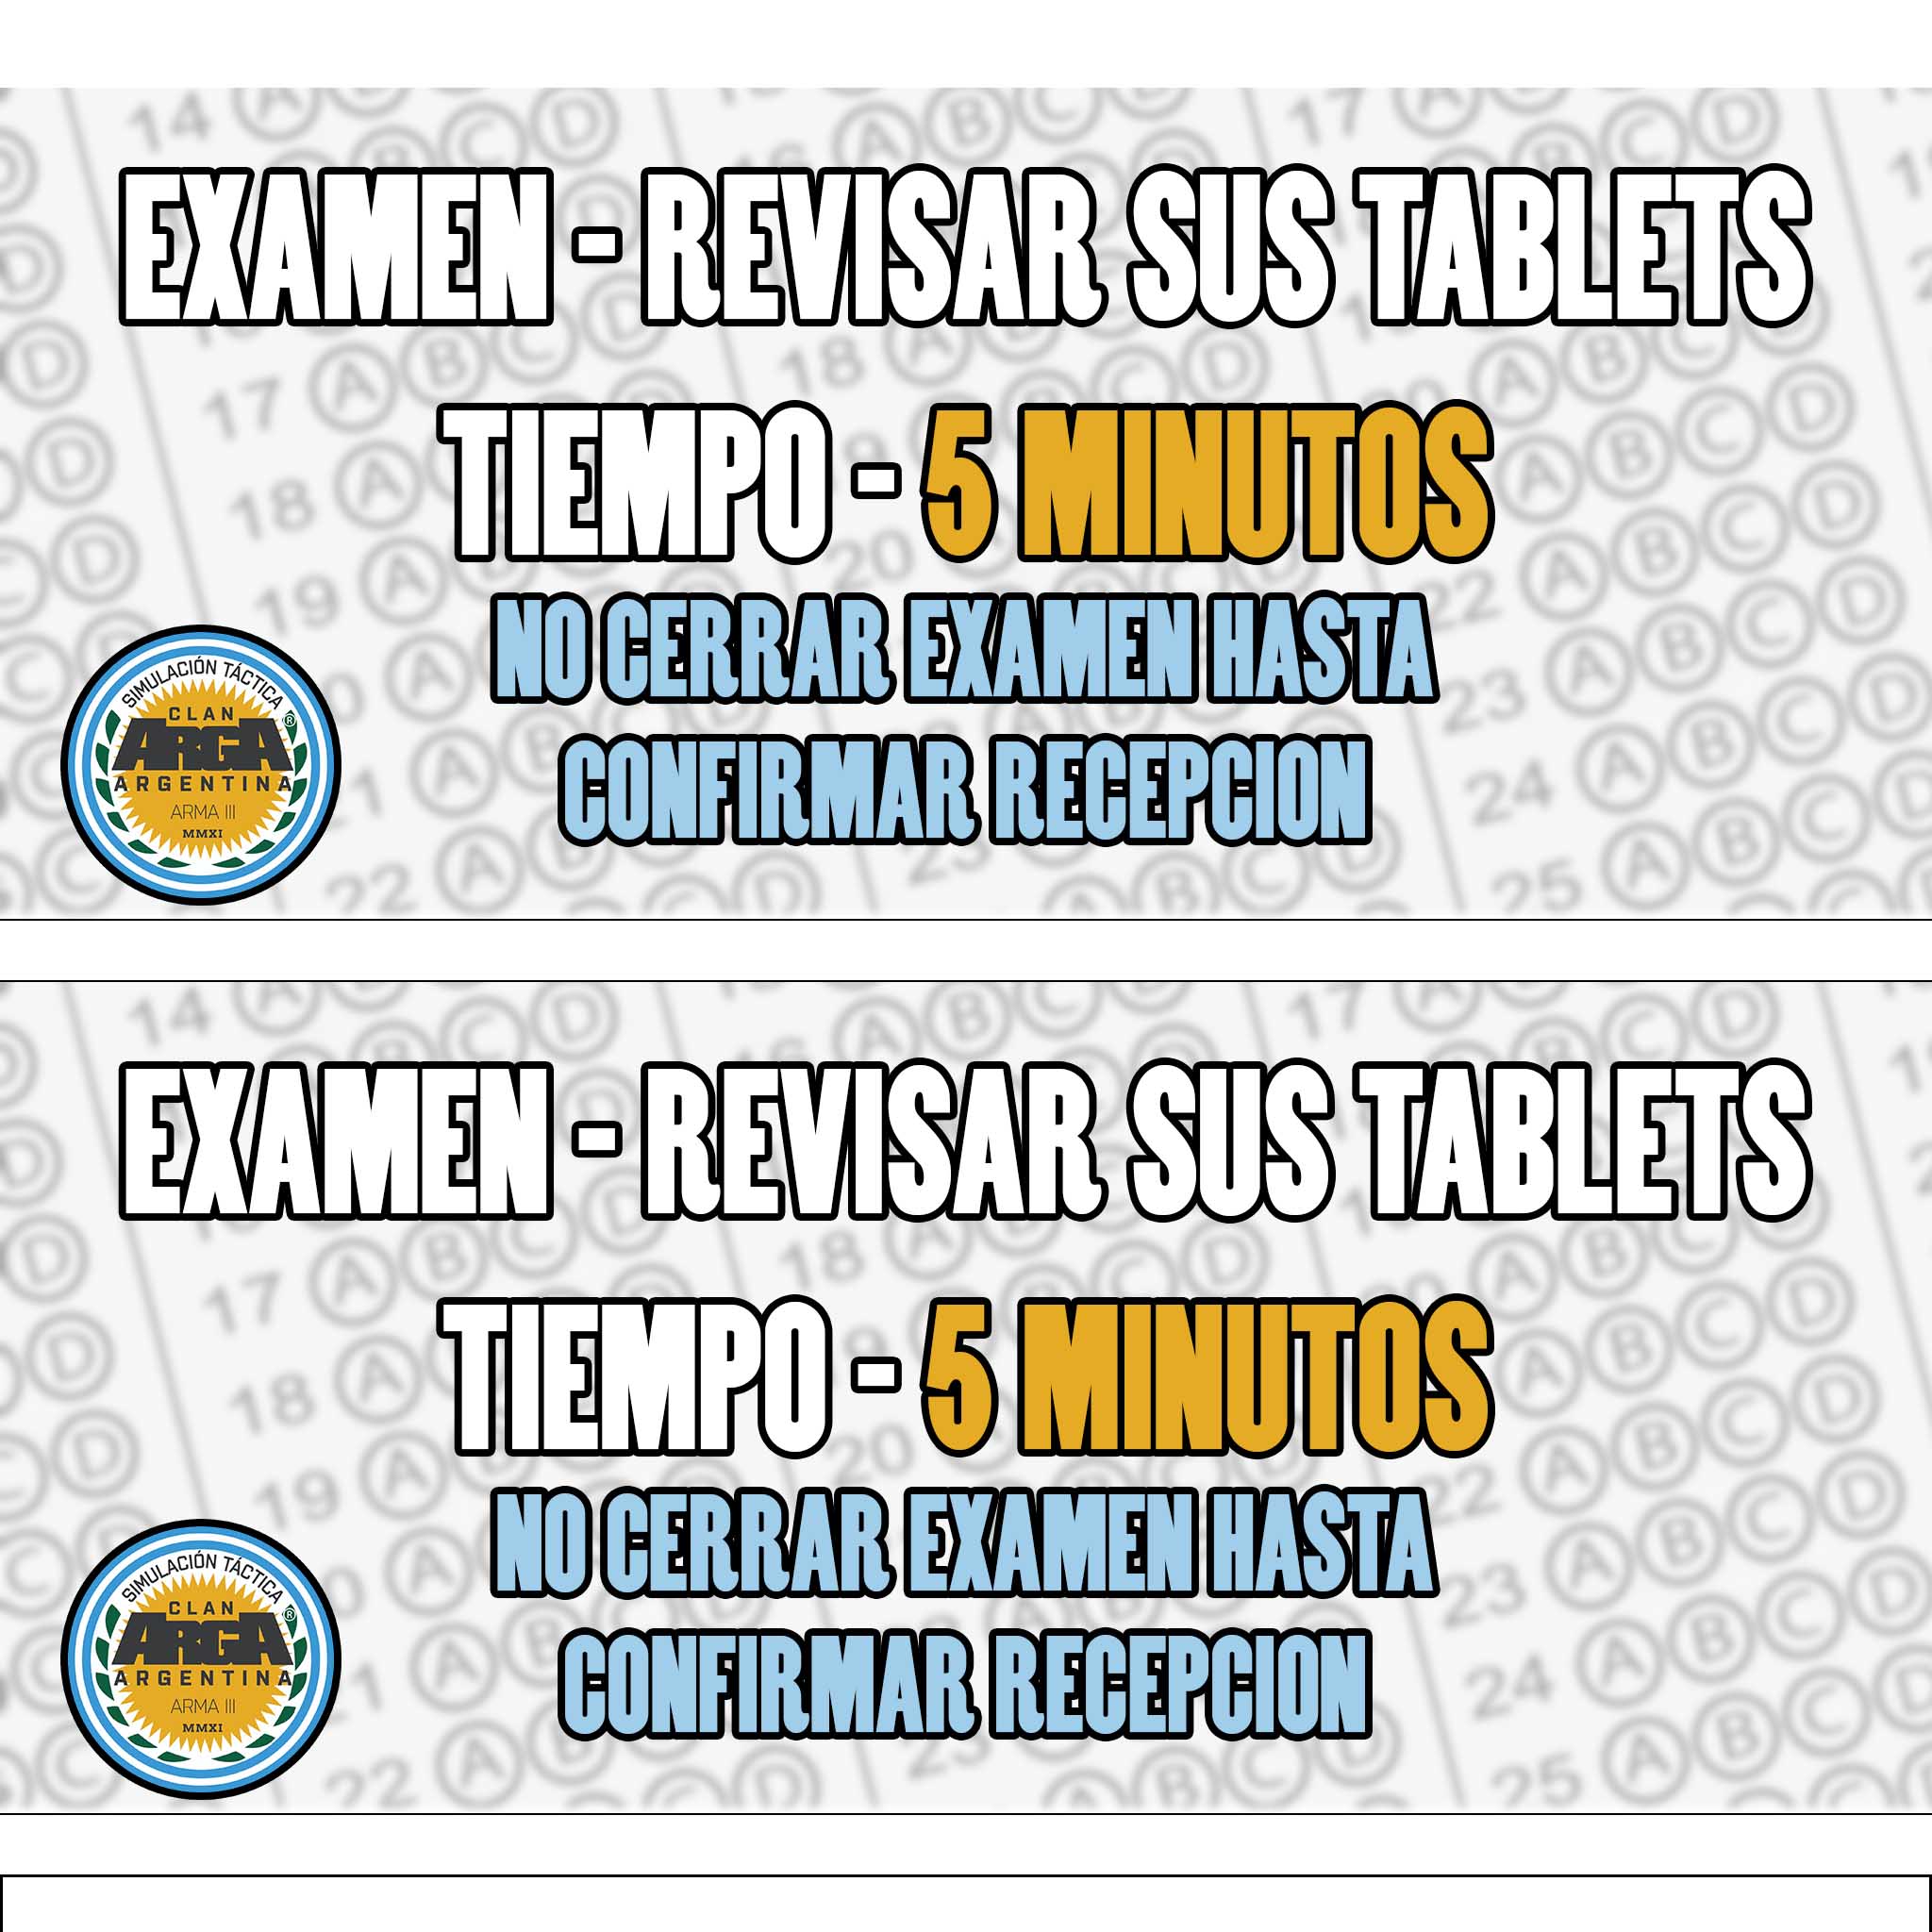 EXAMEN - REVISAR SUS TABLETS
TIEMPO - 5 MINUTOS
NO CERRAR EXAMEN HASTA
CONFIRMAR RECEPCION
SIMULACIÓN TÁCTICA
CLAN
ARGA ®
ARGENTINA
ARMA III
MMXI
EXAMEN - REVISAR SUS TABLETS
TIEMPO - 5 MINUTOS
NO CERRAR EXAMEN HASTA
CONFIRMAR RECEPCION
SIMULACIÓN TÁCTICA
CLAN
ARGA ®
ARGENTINA
ARMA III
MMXI